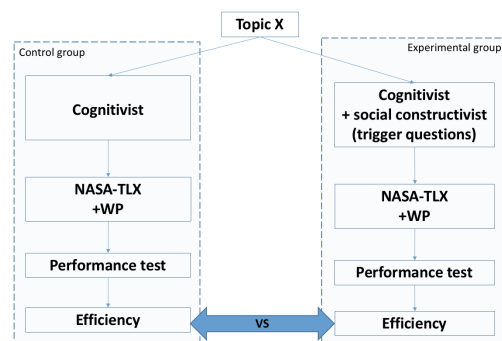 Topic X
Control group
Experimental group
Cognitivist
Cognitivist
+ social constructivist
(trigger questions)
NASA-TLX
+WP
NASA-TLX
+WP
Performance test
Performance test
Efficiency
VS
Efficiency